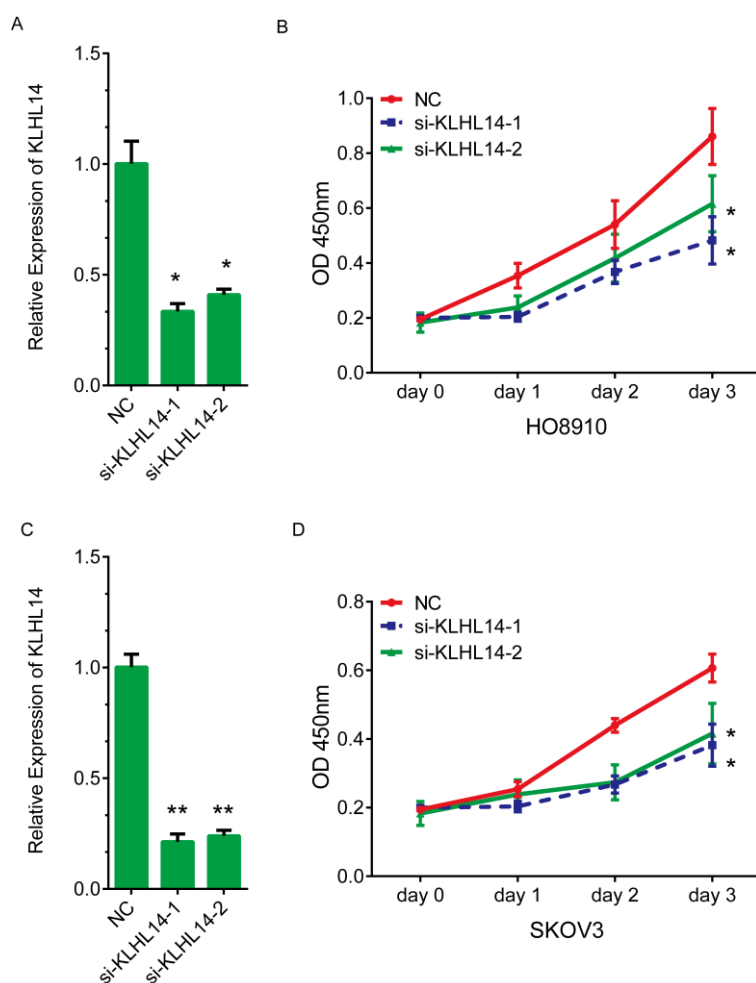 A
Relative Expression of KLHL14
1.5
1.0
0.5
0.0
*
*
NC
si-KLHL14-1
si-KLHL14-2
B
NC
si-KLHL14-1
si-KLHL14-2
OD 450nm
1.0
0.8
0.6
0.4
0.2
0.0
*
*
day 0 day 1 day 2 day 3
HO8910
C
Relative Expression of KLHL14
1.5
1.0
0.5
0.0
**
**
NC
si-KLHL14-1
si-KLHL14-2
D
NC
si-KLHL14-1
si-KLHL14-2
OD 450nm
0.8
0.6
0.4
0.2
0.0
*
*
day 0 day 1 day 2 day 3
SKOV3